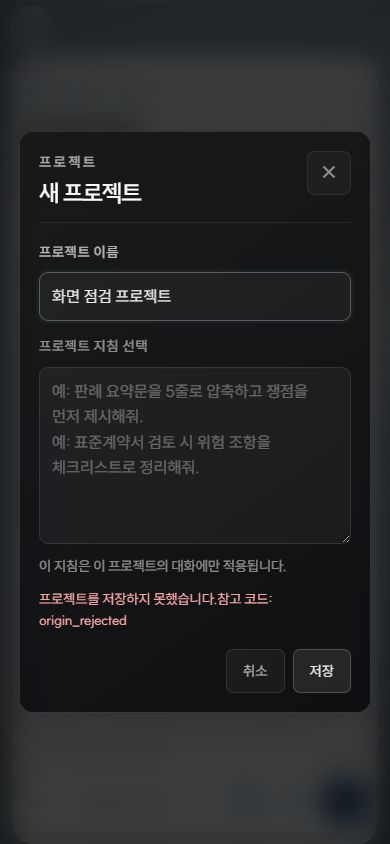 프로젝트
새 프로젝트
프로젝트 이름
화면 점검 프로젝트
프로젝트 지침 선택
예: 판례 요약문을 5줄로 압축하고 쟁점을
먼저 제시해줘.
예: 표준계약서 검토 시 위험 조항을
체크리스트로 정리해줘.
이 지침은 이 프로젝트의 대화에만 적용됩니다.
프로젝트를 저장하지 못했습니다.참고 코드:
origin_rejected
취소 저장